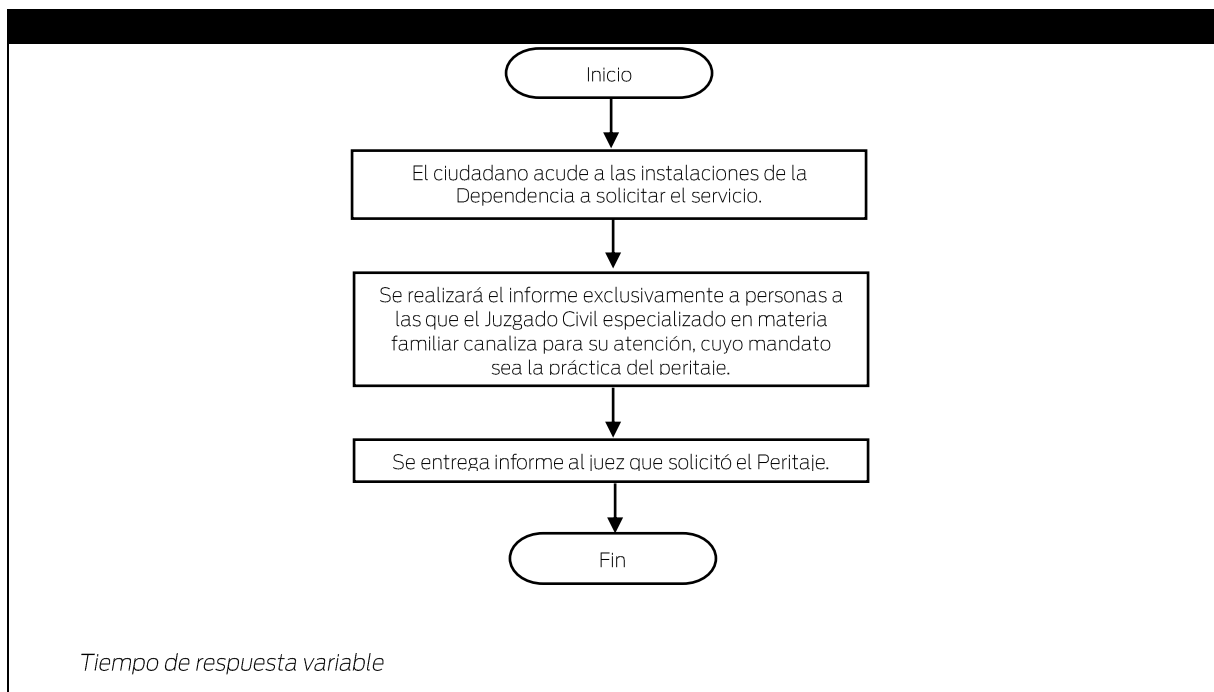 Inicio
El ciudadano acude a las instalaciones de la
Dependencia a solicitar el servicio.
Se realizará el informe exclusivamente a personas a
las que el Juzgado Civil especializado en materia
familiar canaliza para su atención, cuyo mandato
sea la práctica del peritaje.
Se entrega informe al juez que solicitó el Peritaje.
Fin
Tiempo de respuesta variable